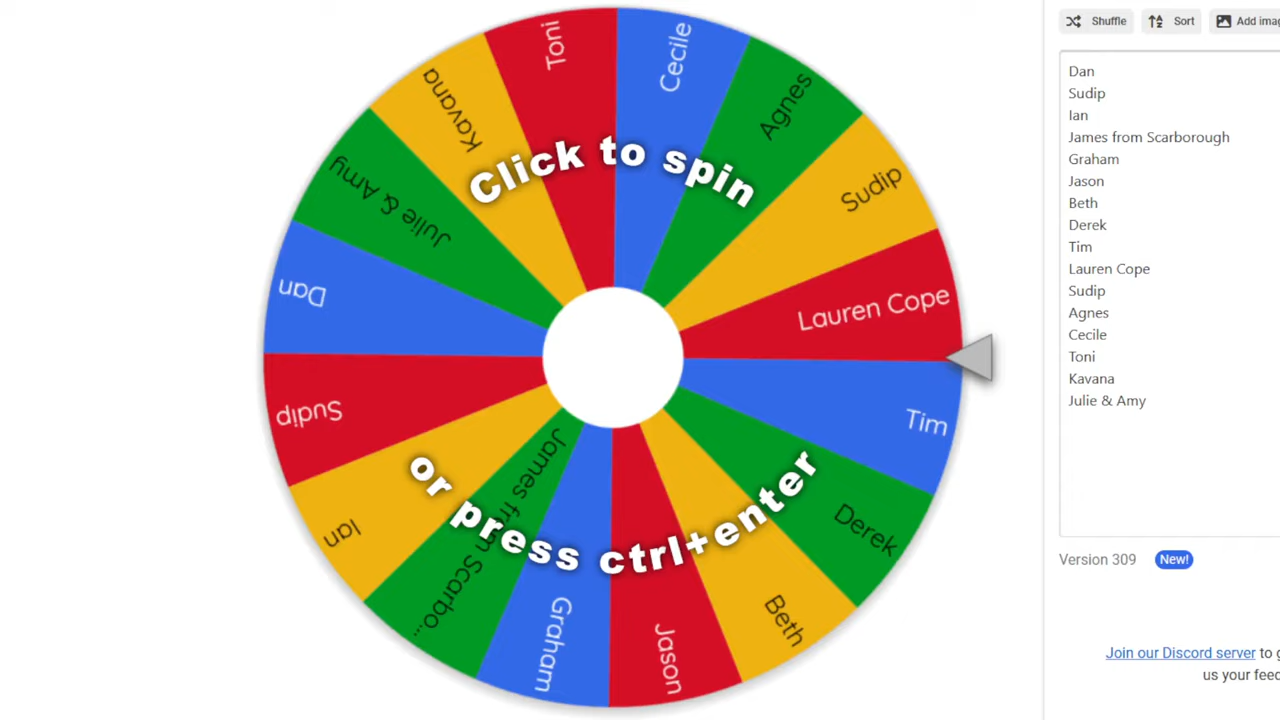 Toni
Cecile
Agnes
Sudip
Lauren Cope
Tim
Derek
Beth
Jason
Graham
James from Scarbo...
Ian
Sudip
Dan
Julie & Amy
Kavana
Click to spin
or press ctrl+enter
Shuffle
Sort
Add imag
Dan
Sudip
Ian
James from Scarborough
Graham
Jason
Beth
Derek
Tim
Lauren Cope
Sudip
Agnes
Cecile
Toni
Kavana
Julie & Amy
Version 309
New!
Join our Discord server to g
us your feed